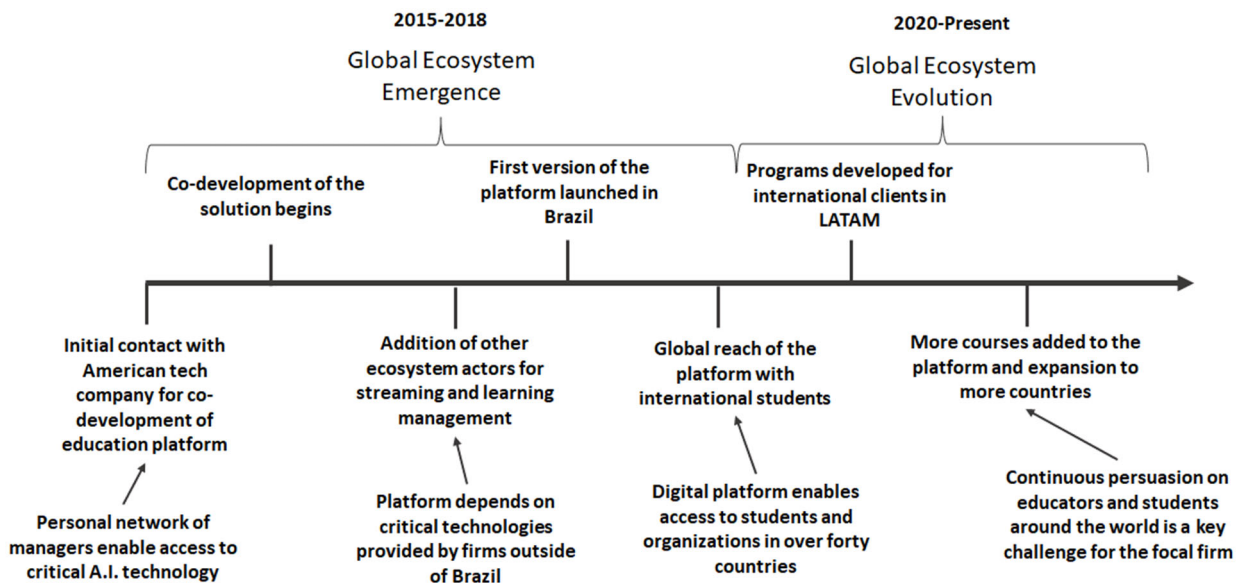 2015-2018
Global Ecosystem
Emergence
2020-Present
Global Ecosystem
Evolution
Co-development of the
solution begins
First version of the
platform launched in
Brazil
Programs developed for
international clients in
LATAM
Initial contact with
American tech
company for co-
development of
education platform
Addition of other
ecosystem actors for
streaming and learning
management
Global reach of the
platform with
international students
More courses added to the
platform and expansion to
more countries
Personal network of
managers enable access to
critical A.I. technology
Platform depends on
critical technologies
provided by firms outside
of Brazil
Digital platform enables
access to students and
organizations in over forty
countries
Continuous persuasion on
educators and students
around the world is a key
challenge for the focal firm